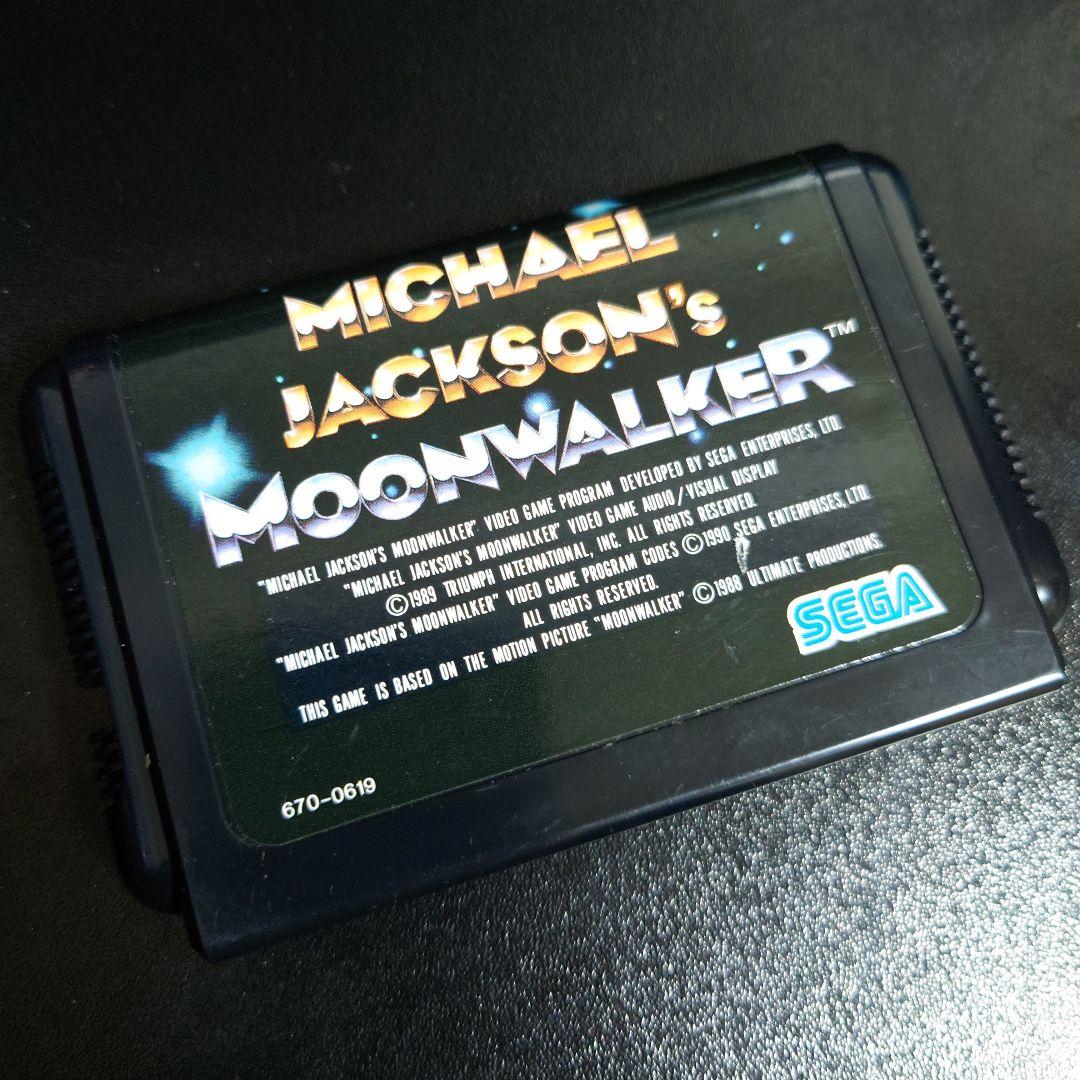 MICHAEL
JACKSON's
MOONWALKER™
"MICHAEL JACKSON'S MOONWALKER" VIDEO GAME PROGRAM DEVELOPED BY SEGA ENTERPRISES, LTD.
"MICHAEL JACKSON'S MOONWALKER" VIDEO GAME AUDIO/VISUAL DISPLAY
©1989 TRIUMPH INTERNATIONAL, INC. ALL RIGHTS RESERVED.
"MICHAEL JACKSON'S MOONWALKER" VIDEO GAME PROGRAM CODES ©1990 SEGA ENTERPRISES, LTD.
ALL RIGHTS RESERVED.
THIS GAME IS BASED ON THE MOTION PICTURE "MOONWALKER" ©1988 ULTIMATE PRODUCTIONS.
SEGA
670-0619